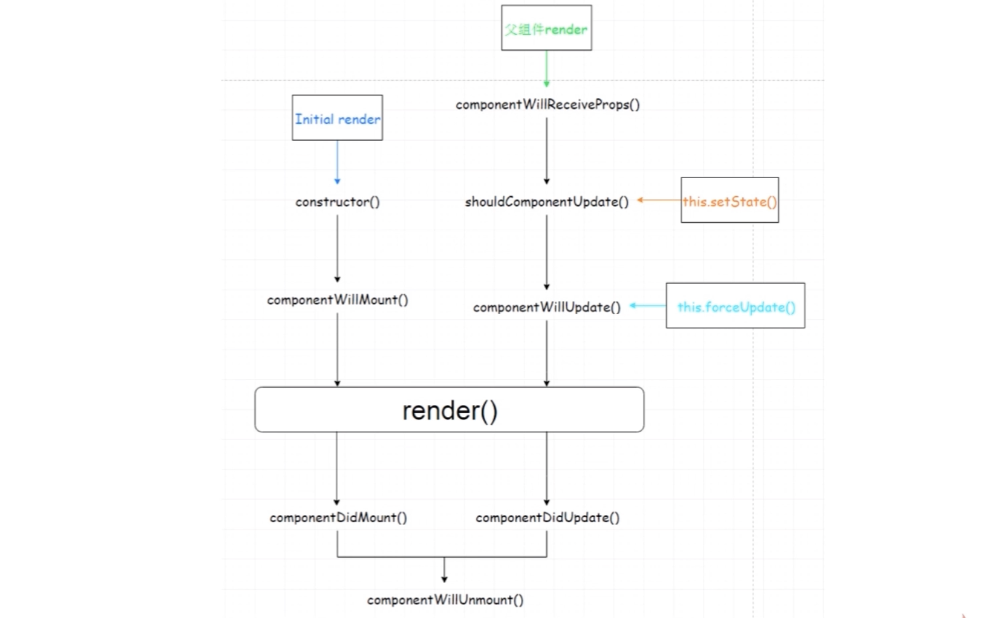 父组件render
componentWillReceiveProps()
Initial render
constructor()
shouldComponentUpdate()
this.setState()
componentWillMount()
componentWillUpdate()
this.forceUpdate()
render()
componentDidMount()
componentDidUpdate()
componentWillUnmount()